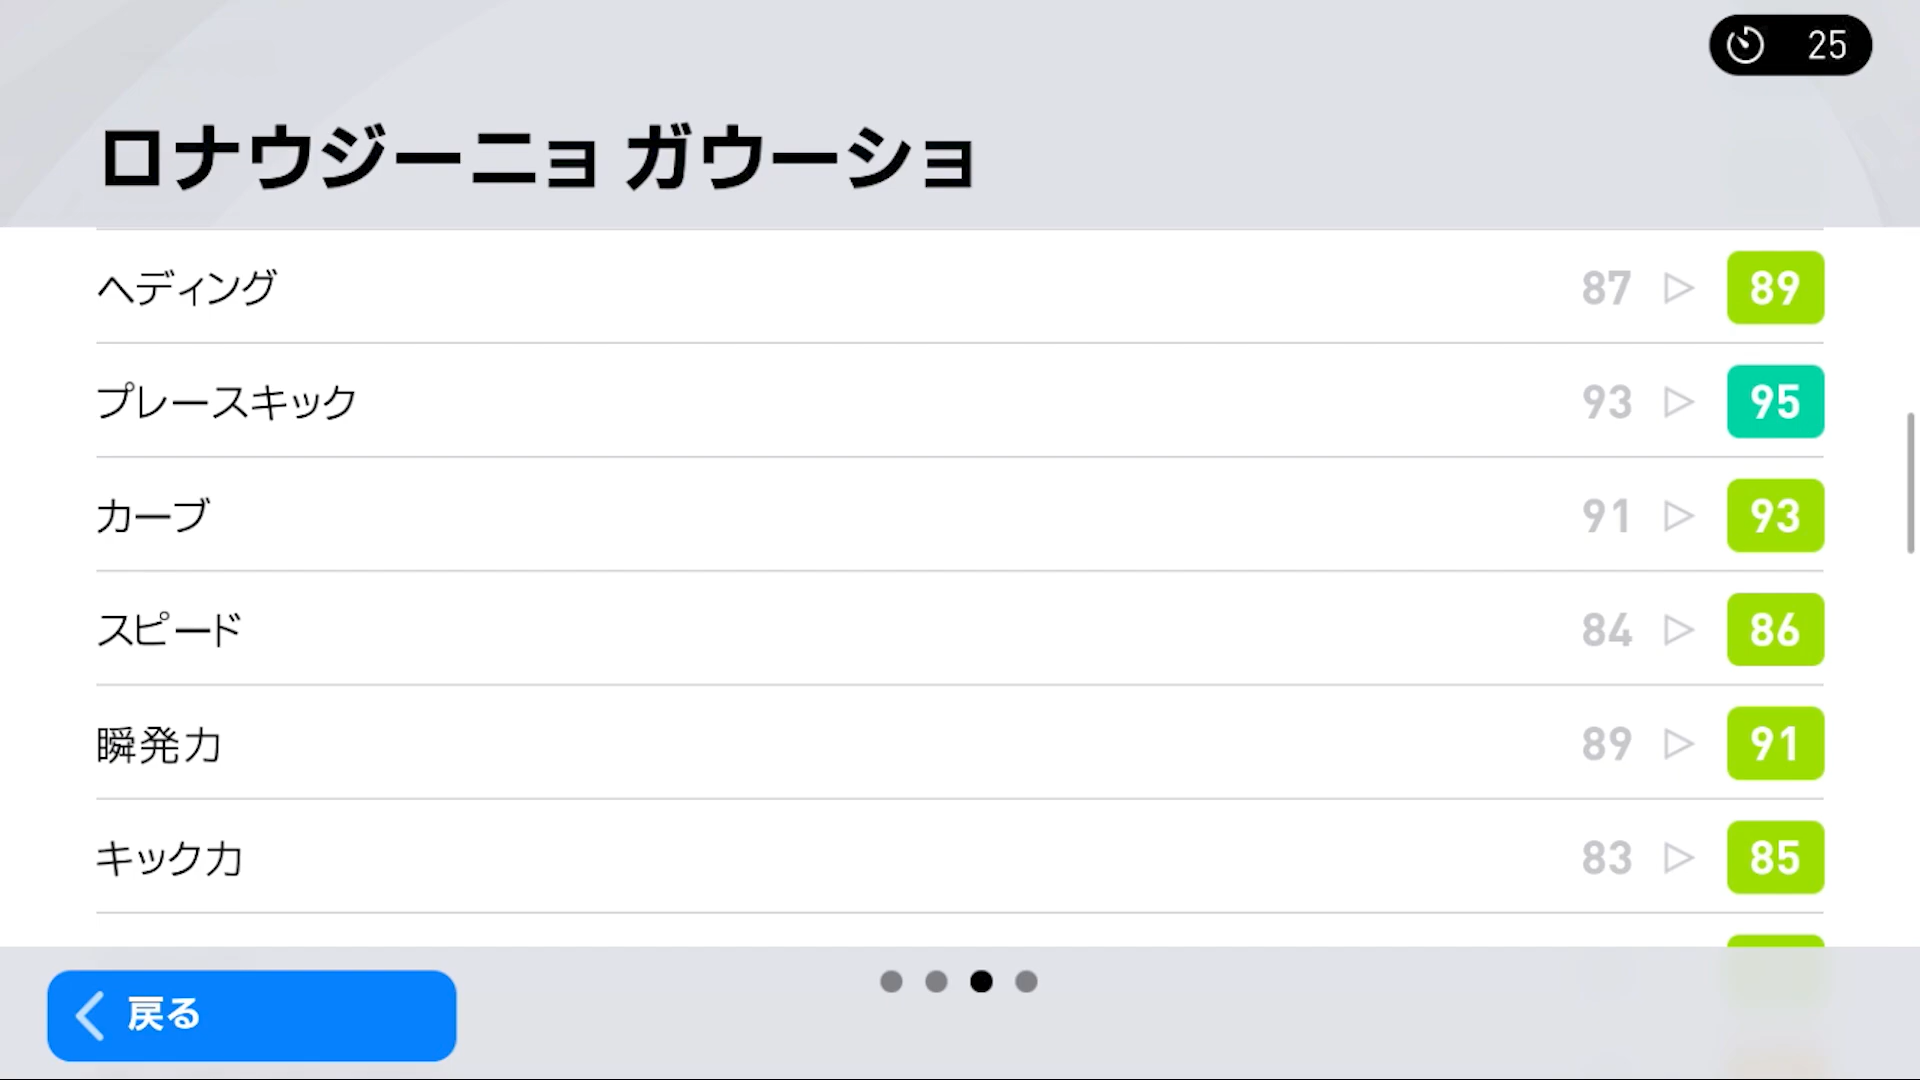 25
ロナウジーニョ ガウーショ
ヘディング 87 ▷ 89
プレースキック 93 ▷ 95
カーブ 91 ▷ 93
スピード 84 ▷ 86
瞬発力 89 ▷ 91
キック力 83 ▷ 85
戻る